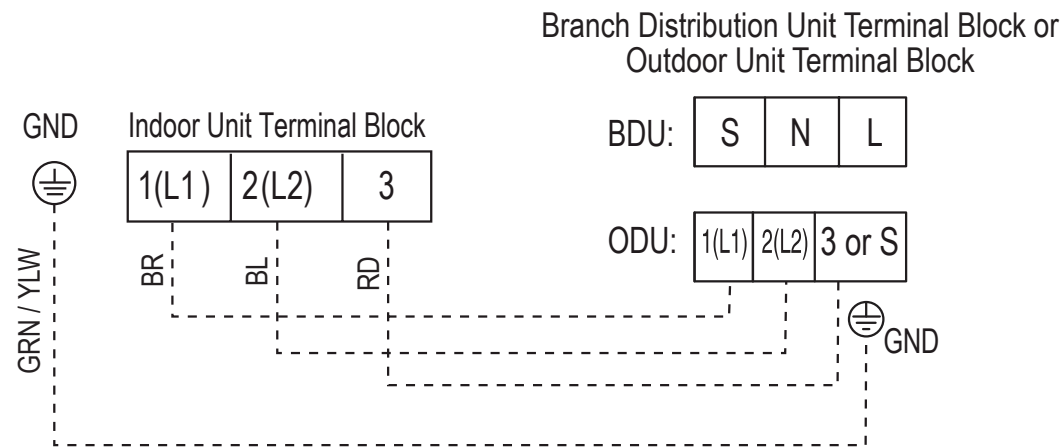 Branch Distribution Unit Terminal Block or
Outdoor Unit Terminal Block
GND
Indoor Unit Terminal Block
BDU:
S
N
L
1(L1)
2(L2)
3
ODU:
1(L1)
2(L2)
3 or S
GRN / YLW
BR
BL
RD
GND